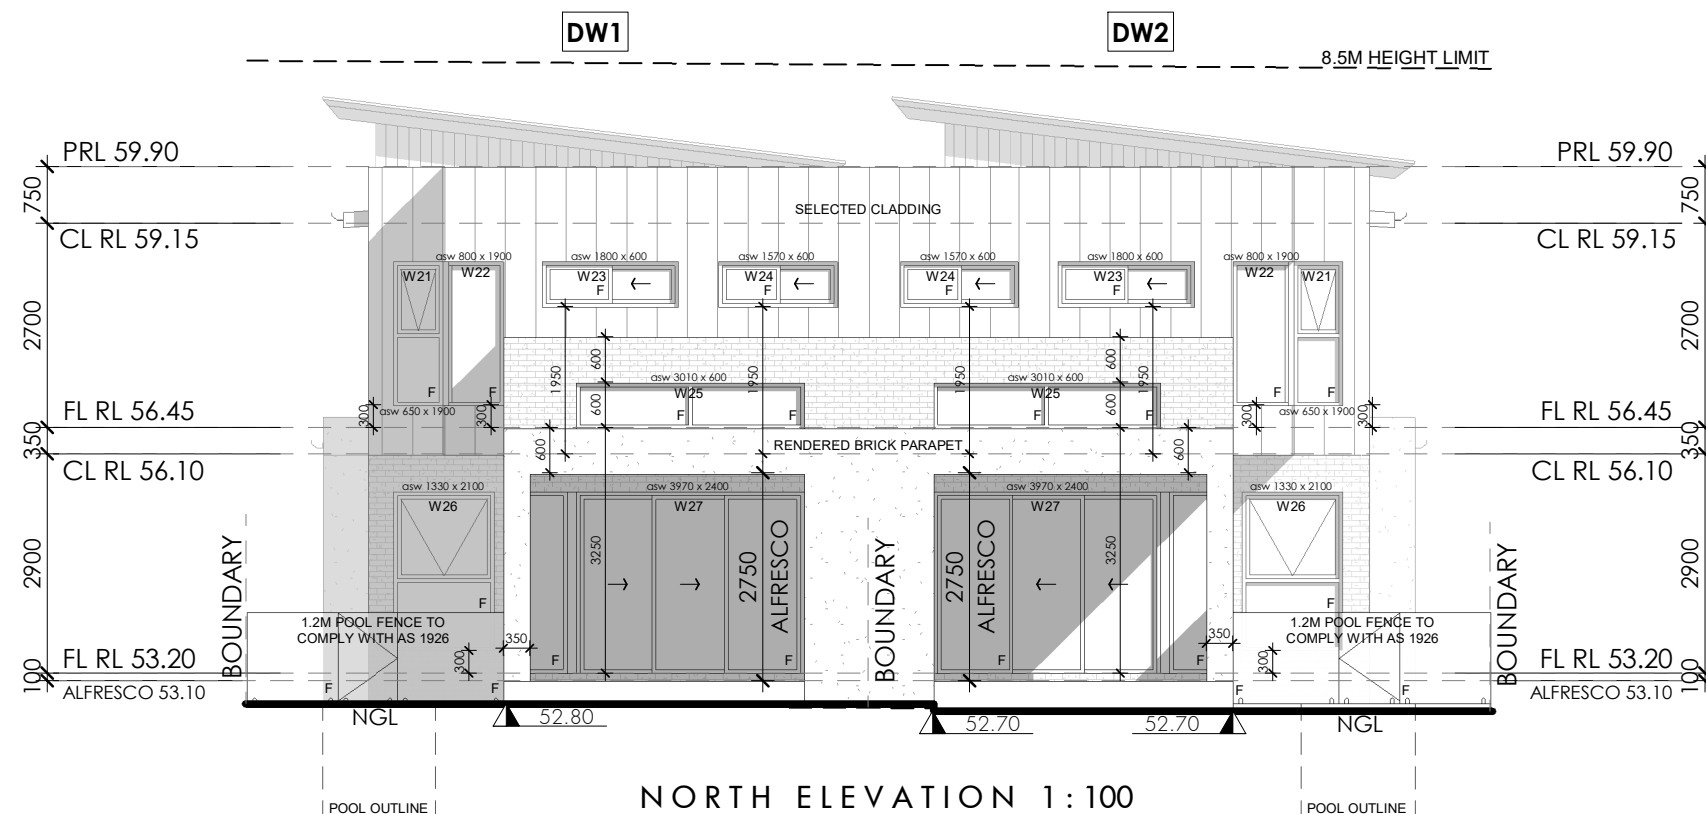 DW1
DW2
8.5M HEIGHT LIMIT
PRL 59.90
PRL 59.90
750
750
SELECTED CLADDING
CL RL 59.15
CL RL 59.15
asw 800 x 1900
asw 1800 x 600
asw 1570 x 600
asw 1570 x 600
asw 1800 x 600
asw 800 x 1900
W21
W22
W23
W24
W24
W23
W22
W21
F
F
F
F
2700
2700
600
600
1950
1950
1950
1950
asw 3010 x 600
asw 3010 x 600
W25
W25
F
F
F
F
F
F
F
F
FL RL 56.45
FL RL 56.45
300
asw 650 x 1900
300
600
600
300
asw 650 x 1900
300
350
350
RENDERED BRICK PARAPET
600
600
CL RL 56.10
CL RL 56.10
asw 1330 x 2100
asw 3970 x 2400
asw 3970 x 2400
asw 1330 x 2100
W26
W27
W27
W26
2900
2900
BOUNDARY
3250
2750
ALFRESCO
BOUNDARY
2750
ALFRESCO
3250
BOUNDARY
F
F
1.2M POOL FENCE TO
COMPLY WITH AS 1926
1.2M POOL FENCE TO
COMPLY WITH AS 1926
350
350
300
300
FL RL 53.20
FL RL 53.20
F
F
F
F
100
100
ALFRESCO 53.10
ALFRESCO 53.10
F
F
F
F
NGL
52.80
52.70
52.70
NGL
NORTH ELEVATION 1:100
POOL OUTLINE
POOL OUTLINE